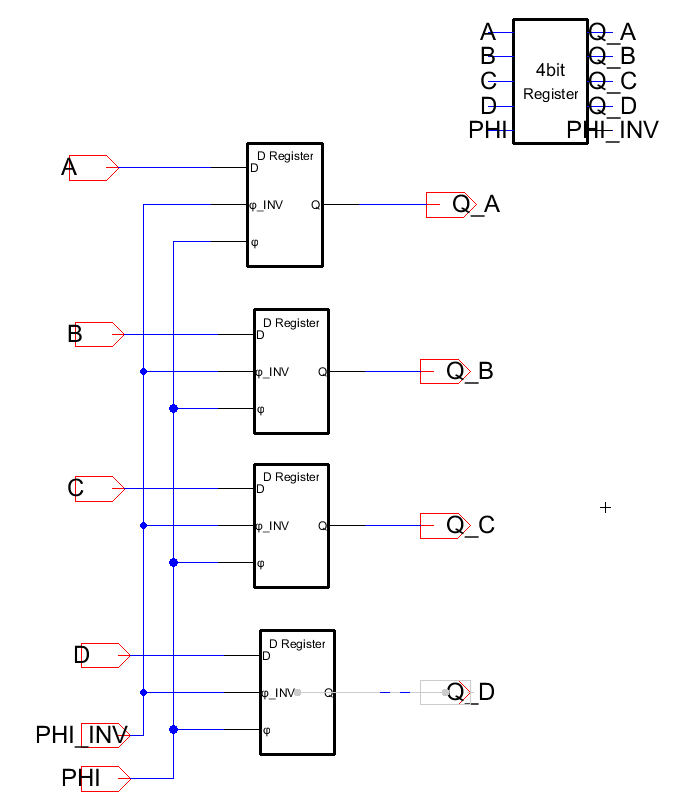 A Q_A
B Q_B
4bit
C Q_C
Register
D Q_D
PHI PHI_INV
D Register
A D
φ_INV Q Q_A
φ
D Register
B D
φ_INV Q Q_B
φ
D Register
C D
φ_INV Q Q_C
φ
D Register
D D
φ_INV Q Q_D
φ
PHI_INV
PHI